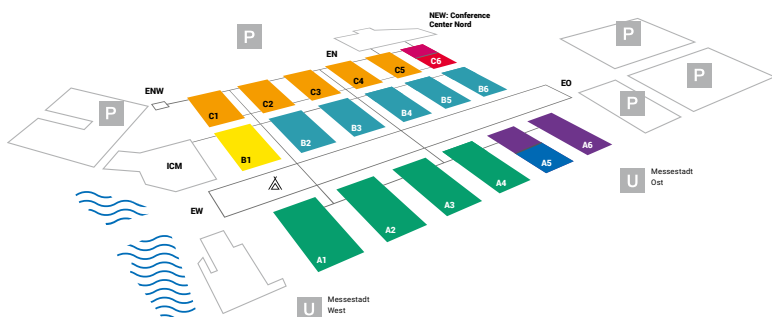 NEW: Conference
Center Nord
P
P
P
P
P
EN
ENW
EO
EW
ICM
C1
C2
C3
C4
C5
C6
B1
B2
B3
B4
B5
B6
A1
A2
A3
A4
A5
A6
U
Messestadt
Ost
U
Messestadt
West